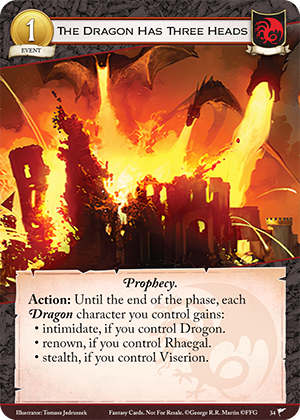 1
EVENT
The Dragon Has Three Heads
Prophecy.
Action: Until the end of the phase, each
Dragon character you control gains:
• intimidate, if you control Drogon.
• renown, if you control Rhaegal.
• stealth, if you control Viserion.
Illustrator: Tomasz Jedruszek Fantasy Cards. Not For Resale. ©George R.R. Martin ©FFG 34